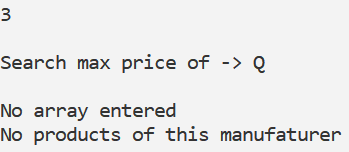 3
Search max price of -> Q
No array entered
No products of this manufaturer